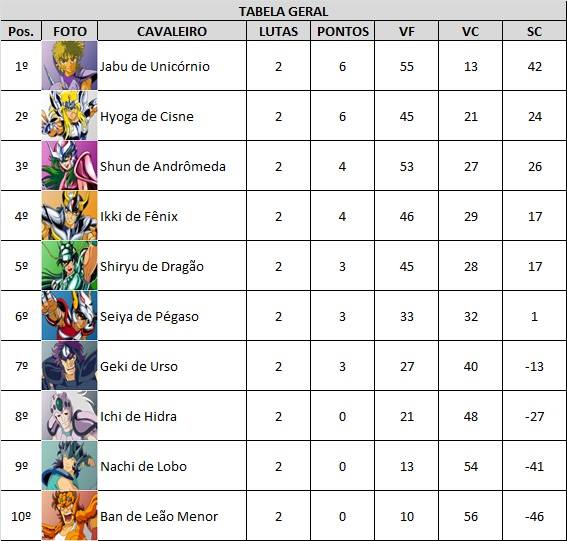 TABELA GERAL
Pos. FOTO CAVALEIRO LUTAS PONTOS VF VC SC
1º Jabu de Unicórnio 2 6 55 13 42
2º Hyoga de Cisne 2 6 45 21 24
3º Shun de Andrômeda 2 4 53 27 26
4º Ikki de Fênix 2 4 46 29 17
5º Shiryu de Dragão 2 3 45 28 17
6º Seiya de Pégaso 2 3 33 32 1
7º Geki de Urso 2 3 27 40 -13
8º Ichi de Hidra 2 0 21 48 -27
9º Nachi de Lobo 2 0 13 54 -41
10º Ban de Leão Menor 2 0 10 56 -46